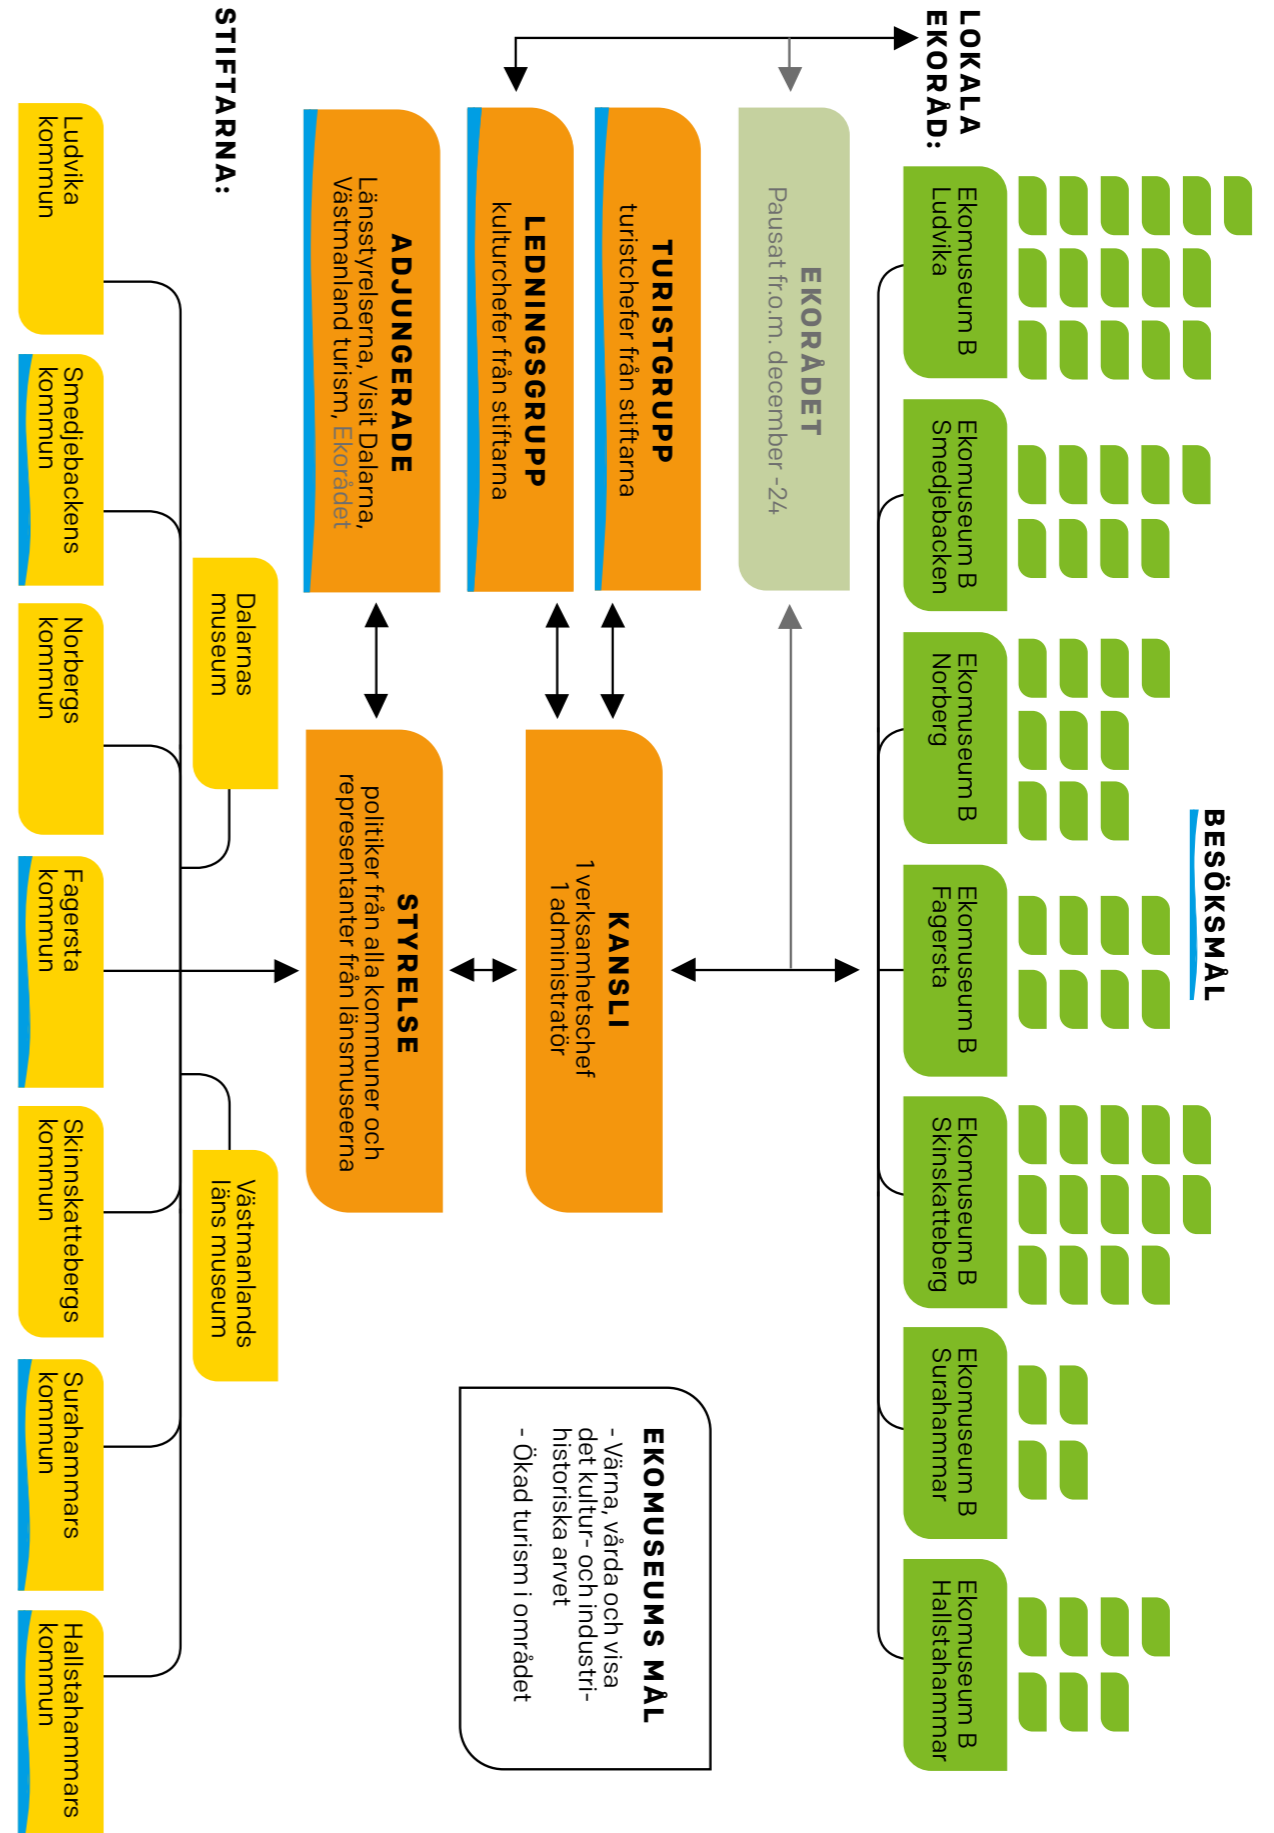 BESÖKSMÅL
LOKALA
EKORÅD:
Ekomuseum B
Ludvika
Ekomuseum B
Smedjebacken
Ekomuseum B
Norberg
Ekomuseum B
Fagersta
Ekomuseum B
Skinskatteberg
Ekomuseum B
Surahammar
Ekomuseum B
Hallstahammar
EKORÅDET
Pausat fr.o.m. december -24
TURISTGRUPP
turistchefer från stiftarna
LEDNINGSGRUPP
kulturchefer från stiftarna
ADJUNGERADE
Länsstyrelserna, Visit Dalarna,
Västmanland turism, Ekorådet
KANSLI
1 verksamhetschef
1 administratör
STYRELSE
politiker från alla kommuner och
representanter från länsmuseerna
EKOMUSEUMS MÅL
- Värna, vårda och visa
det kultur- och industri-
historiska arvet
- Ökad turism i området
STIFTARNA:
Dalarnas
museum
Västmanlands
läns museum
Ludvika
kommun
Smedjebackens
kommun
Norbergs
kommun
Fagersta
kommun
Skinnskattebergs
kommun
Surahammars
kommun
Hallstahammars
kommun